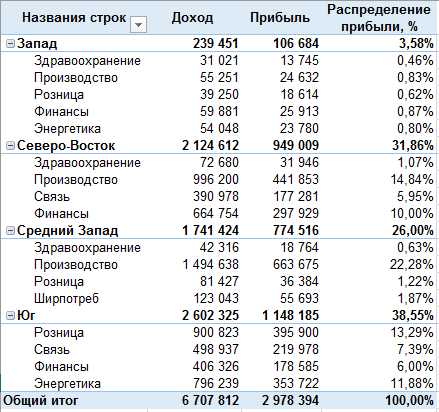 Названия строк Доход Прибыль Распределение прибыли, %
Запад 239 451 106 684 3,58%
Здравоохранение 31 021 13 745 0,46%
Производство 55 251 24 632 0,83%
Розница 39 250 18 614 0,62%
Финансы 59 881 25 913 0,87%
Энергетика 54 048 23 780 0,80%
Северо-Восток 2 124 612 949 009 31,86%
Здравоохранение 72 680 31 946 1,07%
Производство 996 200 441 853 14,84%
Связь 390 978 177 281 5,95%
Финансы 664 754 297 929 10,00%
Средний Запад 1 741 424 774 516 26,00%
Здравоохранение 42 316 18 764 0,63%
Производство 1 494 638 663 675 22,28%
Розница 81 427 36 384 1,22%
Ширпотреб 123 043 55 693 1,87%
Юг 2 602 325 1 148 185 38,55%
Розница 900 823 395 900 13,29%
Связь 498 937 219 978 7,39%
Финансы 406 326 178 585 6,00%
Энергетика 796 239 353 722 11,88%
Общий итог 6 707 812 2 978 394 100,00%